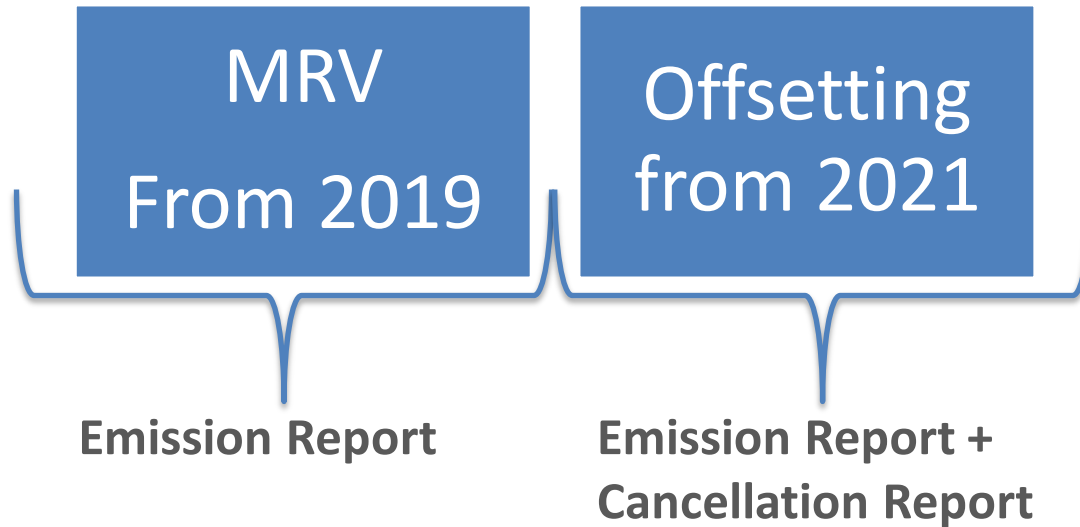 MRV
From 2019
Offsetting
from 2021
Emission Report
Emission Report +
Cancellation Report